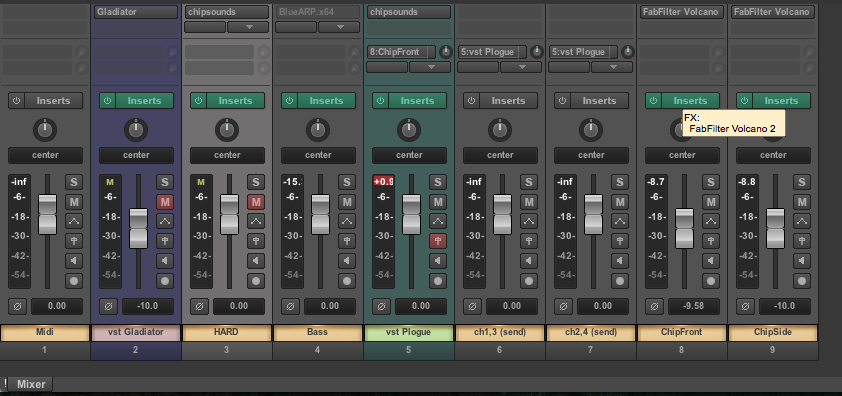 Gladiator chipsounds BlueARP.x64 chipsounds FabFilter Volcano FabFilter Volcano
8:ChipFront 5:vst Plogue 5:vst Plogue
Inserts Inserts Inserts Inserts Inserts Inserts Inserts Inserts Inserts
FX:
FabFilter Volcano 2
center center center center center center center center center
-inf M M -15. +0.9 -inf -inf -8.7 -8.8
S S S S S S S S S
-6- -6- -6- -6- -6- -6- -6- -6- -6-
M M M M M M M M M
-18- -18- -18- -18- -18- -18- -18- -18- -18-
-30- -30- -30- -30- -30- -30- -30- -30- -30-
-42- -42- -42- -42- -42- -42- -42- -42- -42-
-54- -54- -54- -54- -54- -54- -54- -54- -54-
0.00 -10.0 0.00 0.00 0.00 0.00 0.00 -9.58 -10.0
Midi vst Gladiator HARD Bass vst Plogue ch1,3 (send) ch2,4 (send) ChipFront ChipSide
1 2 3 4 5 6 7 8 9
! Mixer